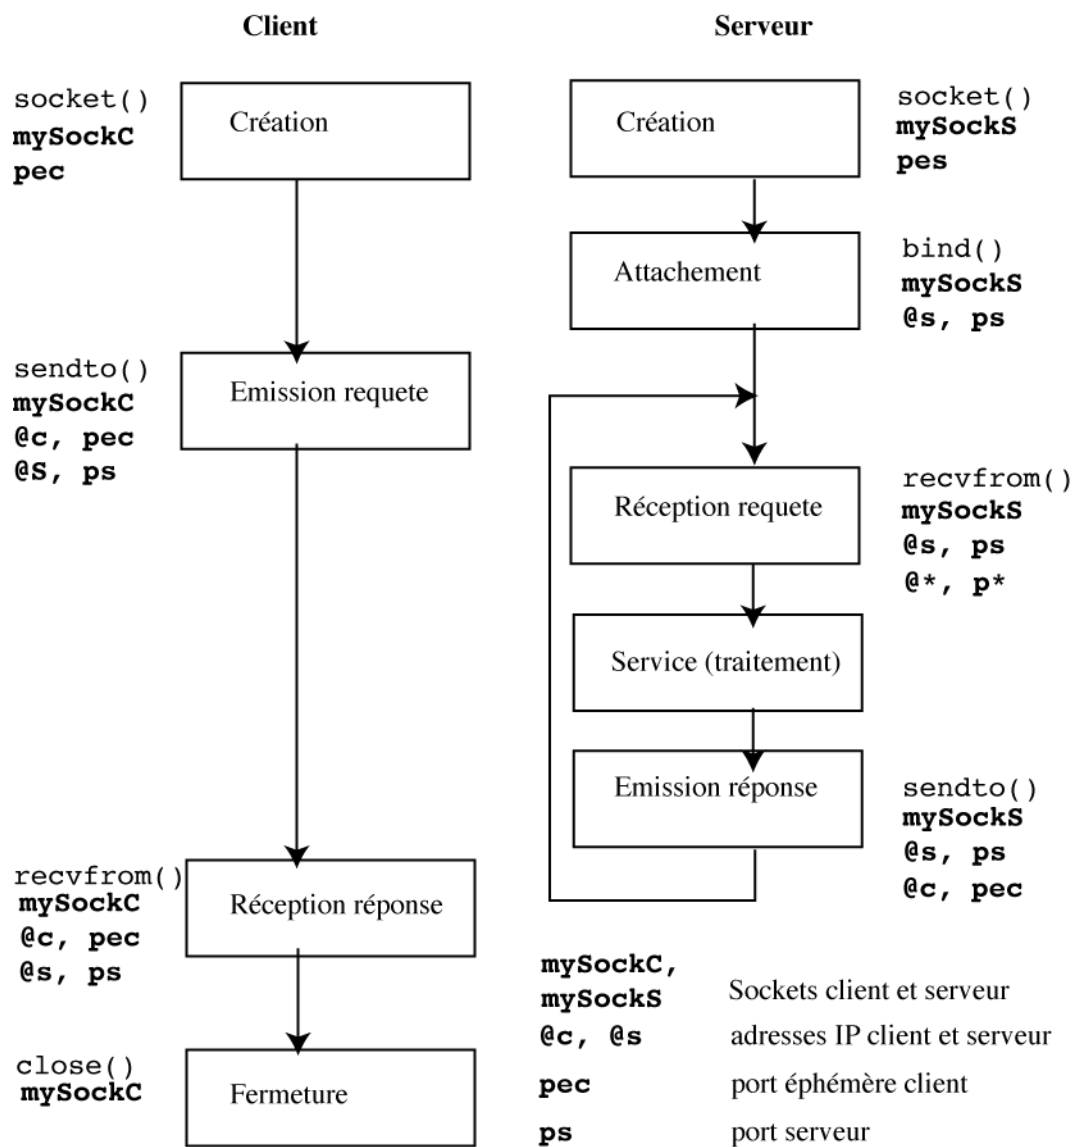 Client
socket()
mySockC
pec
Création
sendto()
mySockC
@c, pec
@S, ps
Emission requete
recvfrom()
mySockC
@c, pec
@s, ps
Réception réponse
close()
mySockC
Fermeture
Serveur
Création
socket()
mySockS
pes
Attachement
bind()
mySockS
@s, ps
Réception requete
recvfrom()
mySockS
@s, ps
@*, p*
Service (traitement)
Emission réponse
sendto()
mySockS
@s, ps
@c, pec
mySockC,
mySockS Sockets client et serveur
@c, @s adresses IP client et serveur
pec port éphémère client
ps port serveur